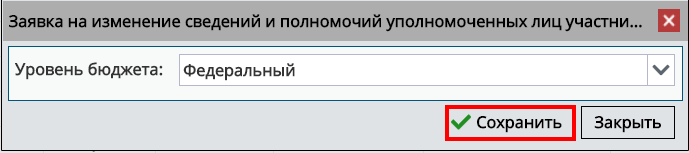 Заявка на изменение сведений и полномочий уполномоченных лиц участни...
Уровень бюджета: Федеральный
Сохранить Закрыть